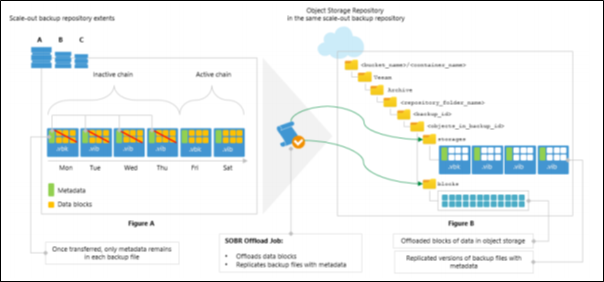 Scale-out backup repository extents
Object Storage Repository
in the same scale-out backup repository
A
B
C
Inactive chain
Active chain
.vbk
.vib
.vib
.vib
.vbk
.vib
Mon
Tue
Wed
Thu
Fri
Sat
Metadata
Data blocks
Figure A
Once transferred, only metadata remains
in each backup file
SOBR Offload Job:
• Offloads data blocks
• Replicates backup files with metadata
<bucket_name>/<container_name>
Veeam
Archive
<repository_folder_name>
<backup_id>
<objects_in_backup_id>
storages
.vbk
.vib
.vib
.vib
blocks
Figure B
Offloaded blocks of data in object storage
Replicated versions of backup files with
metadata